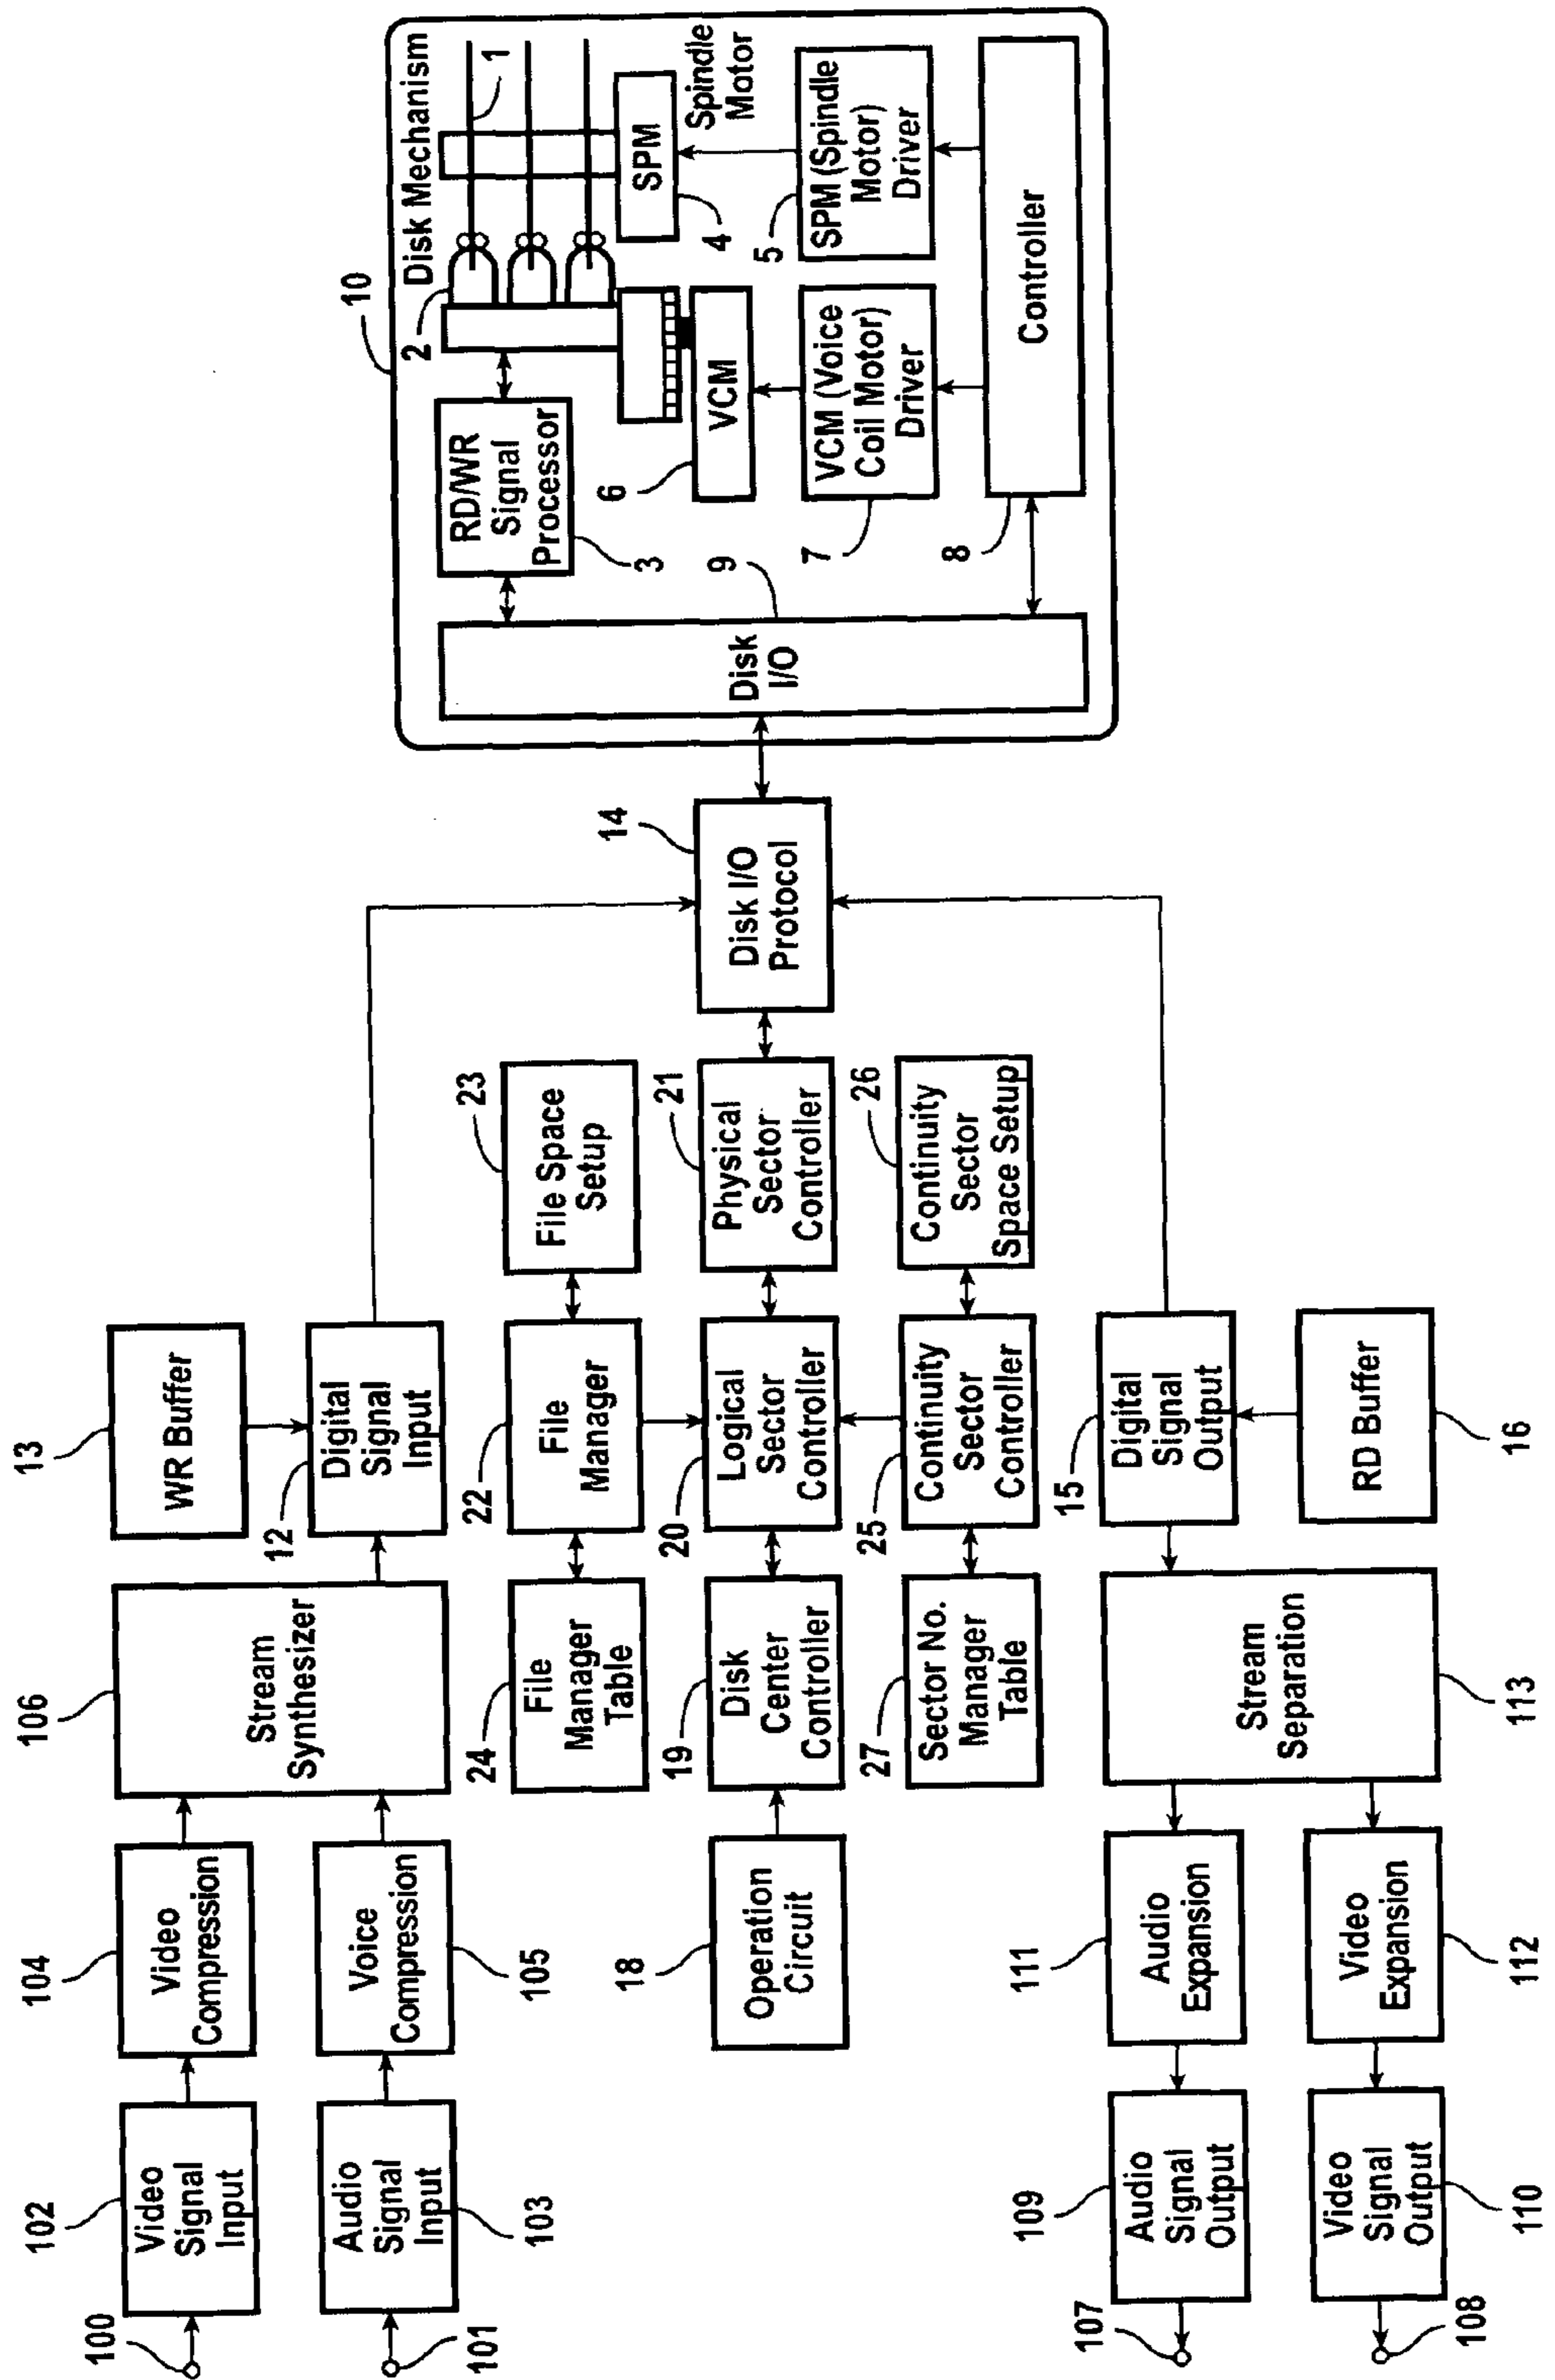 100
102
Video
Signal
Input
104
Video
Compression
106
Stream
Synthesizer
13
WR Buffer
12
Digital
Signal
Input
101
103
Audio
Signal
Input
105
Voice
Compression
24
File
Manager
Table
22
File
Manager
23
File Space
Setup
18
Operation
Circuit
19
Disk
Center
Controller
20
Logical
Sector
Controller
21
Physical
Sector
Controller
14
Disk I/O
Protocol
27
Sector No.
Manager
Table
25
Continuity
Sector
Controller
26
Continuity
Sector
Space Setup
107
109
Audio
Signal
Output
111
Audio
Expansion
113
Stream
Separation
15
Digital
Signal
Output
16
RD Buffer
108
110
Video
Signal
Output
112
Video
Expansion
10
Disk Mechanism
9
Disk
I/O
3
RD/WR
Signal
Processor
2
1
6
VCM
4
SPM
Spindle
Motor
7
VCM (Voice
Coil Motor)
Driver
5
SPM (Spindle
Motor)
Driver
8
Controller